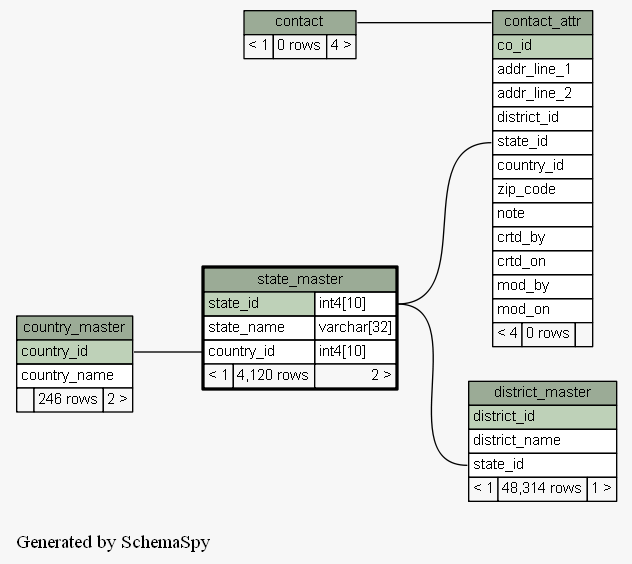 contact
< 1 0 rows 4 >
contact_attr
co_id
addr_line_1
addr_line_2
district_id
state_id
country_id
zip_code
note
crtd_by
crtd_on
mod_by
mod_on
< 4 0 rows
state_master
state_id int4[10]
state_name varchar[32]
country_id int4[10]
< 1 4,120 rows 2 >
country_master
country_id
country_name
246 rows 2 >
district_master
district_id
district_name
state_id
< 1 48,314 rows 1 >
Generated by SchemaSpy